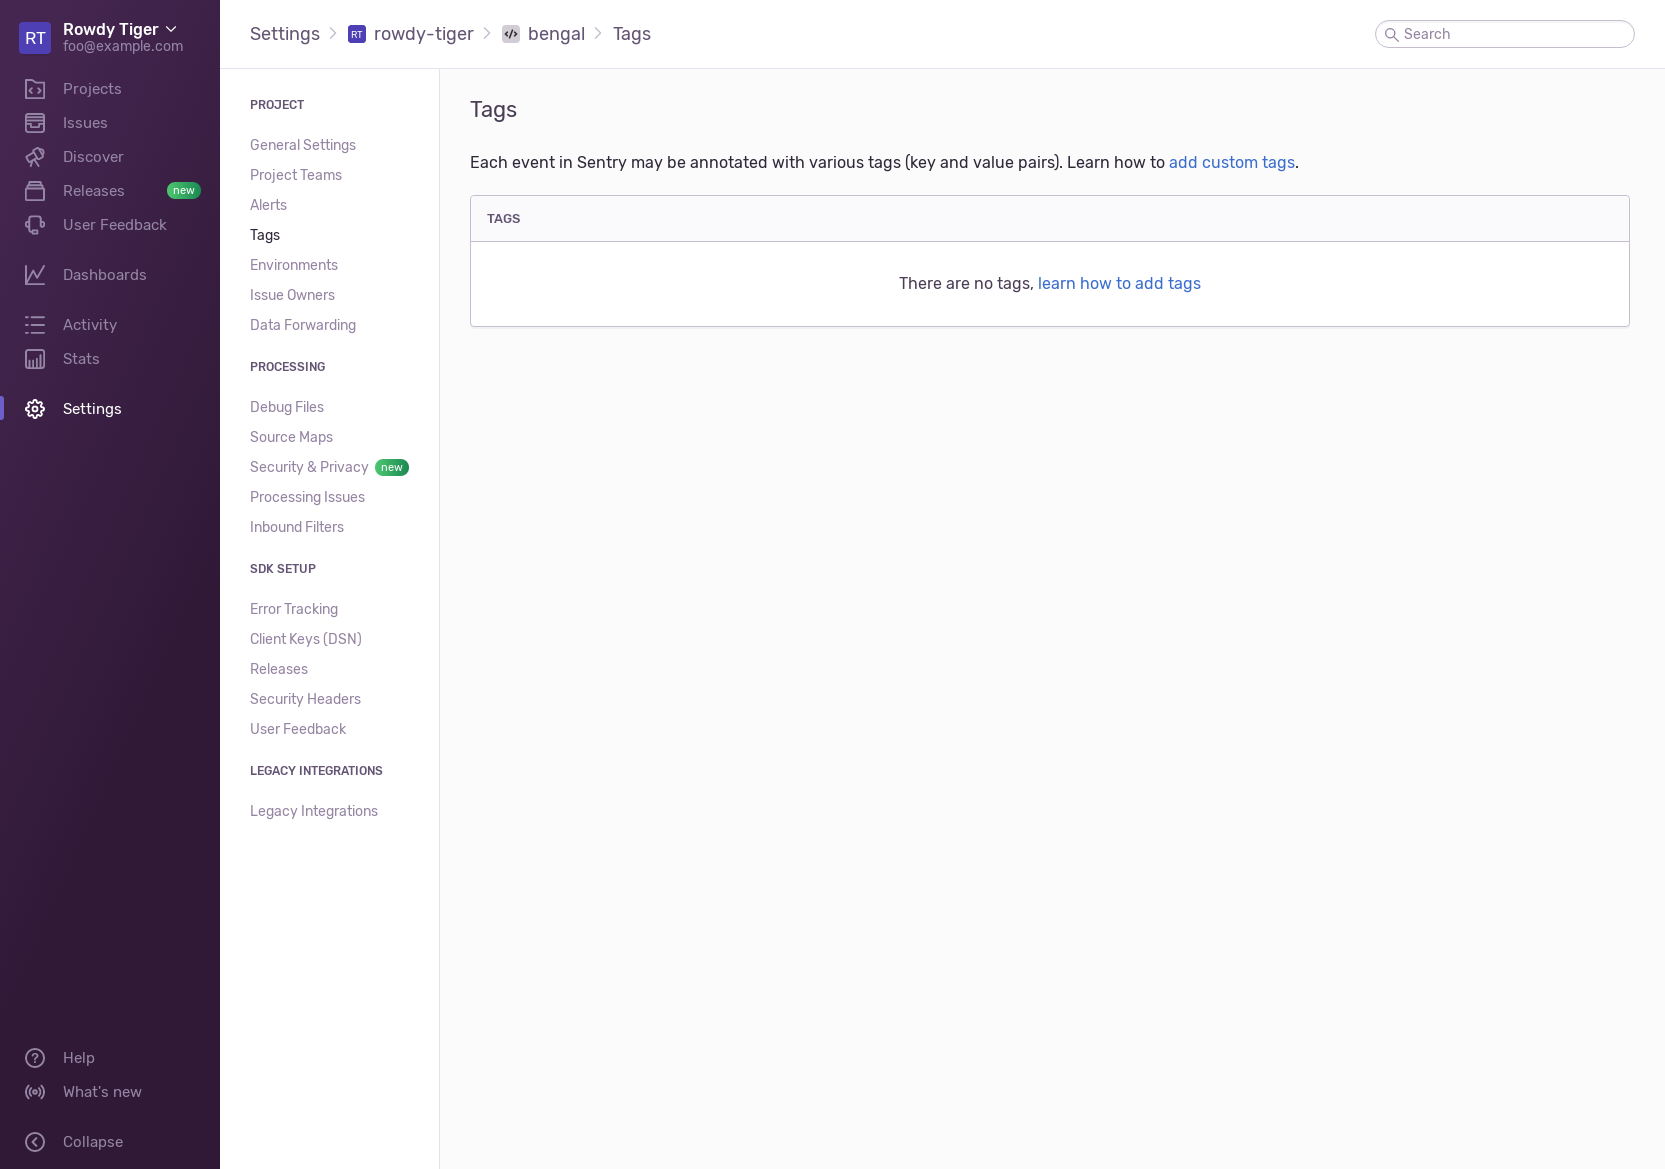 RT
Rowdy Tiger
foo@example.com
Projects
Issues
Discover
Releases new
User Feedback
Dashboards
Activity
Stats
Settings
Help
What's new
Collapse
Settings RT rowdy-tiger bengal Tags
Search
PROJECT
General Settings
Project Teams
Alerts
Tags
Environments
Issue Owners
Data Forwarding
PROCESSING
Debug Files
Source Maps
Security & Privacy new
Processing Issues
Inbound Filters
SDK SETUP
Error Tracking
Client Keys (DSN)
Releases
Security Headers
User Feedback
LEGACY INTEGRATIONS
Legacy Integrations
Tags
Each event in Sentry may be annotated with various tags (key and value pairs). Learn how to add custom tags.
TAGS
There are no tags, learn how to add tags